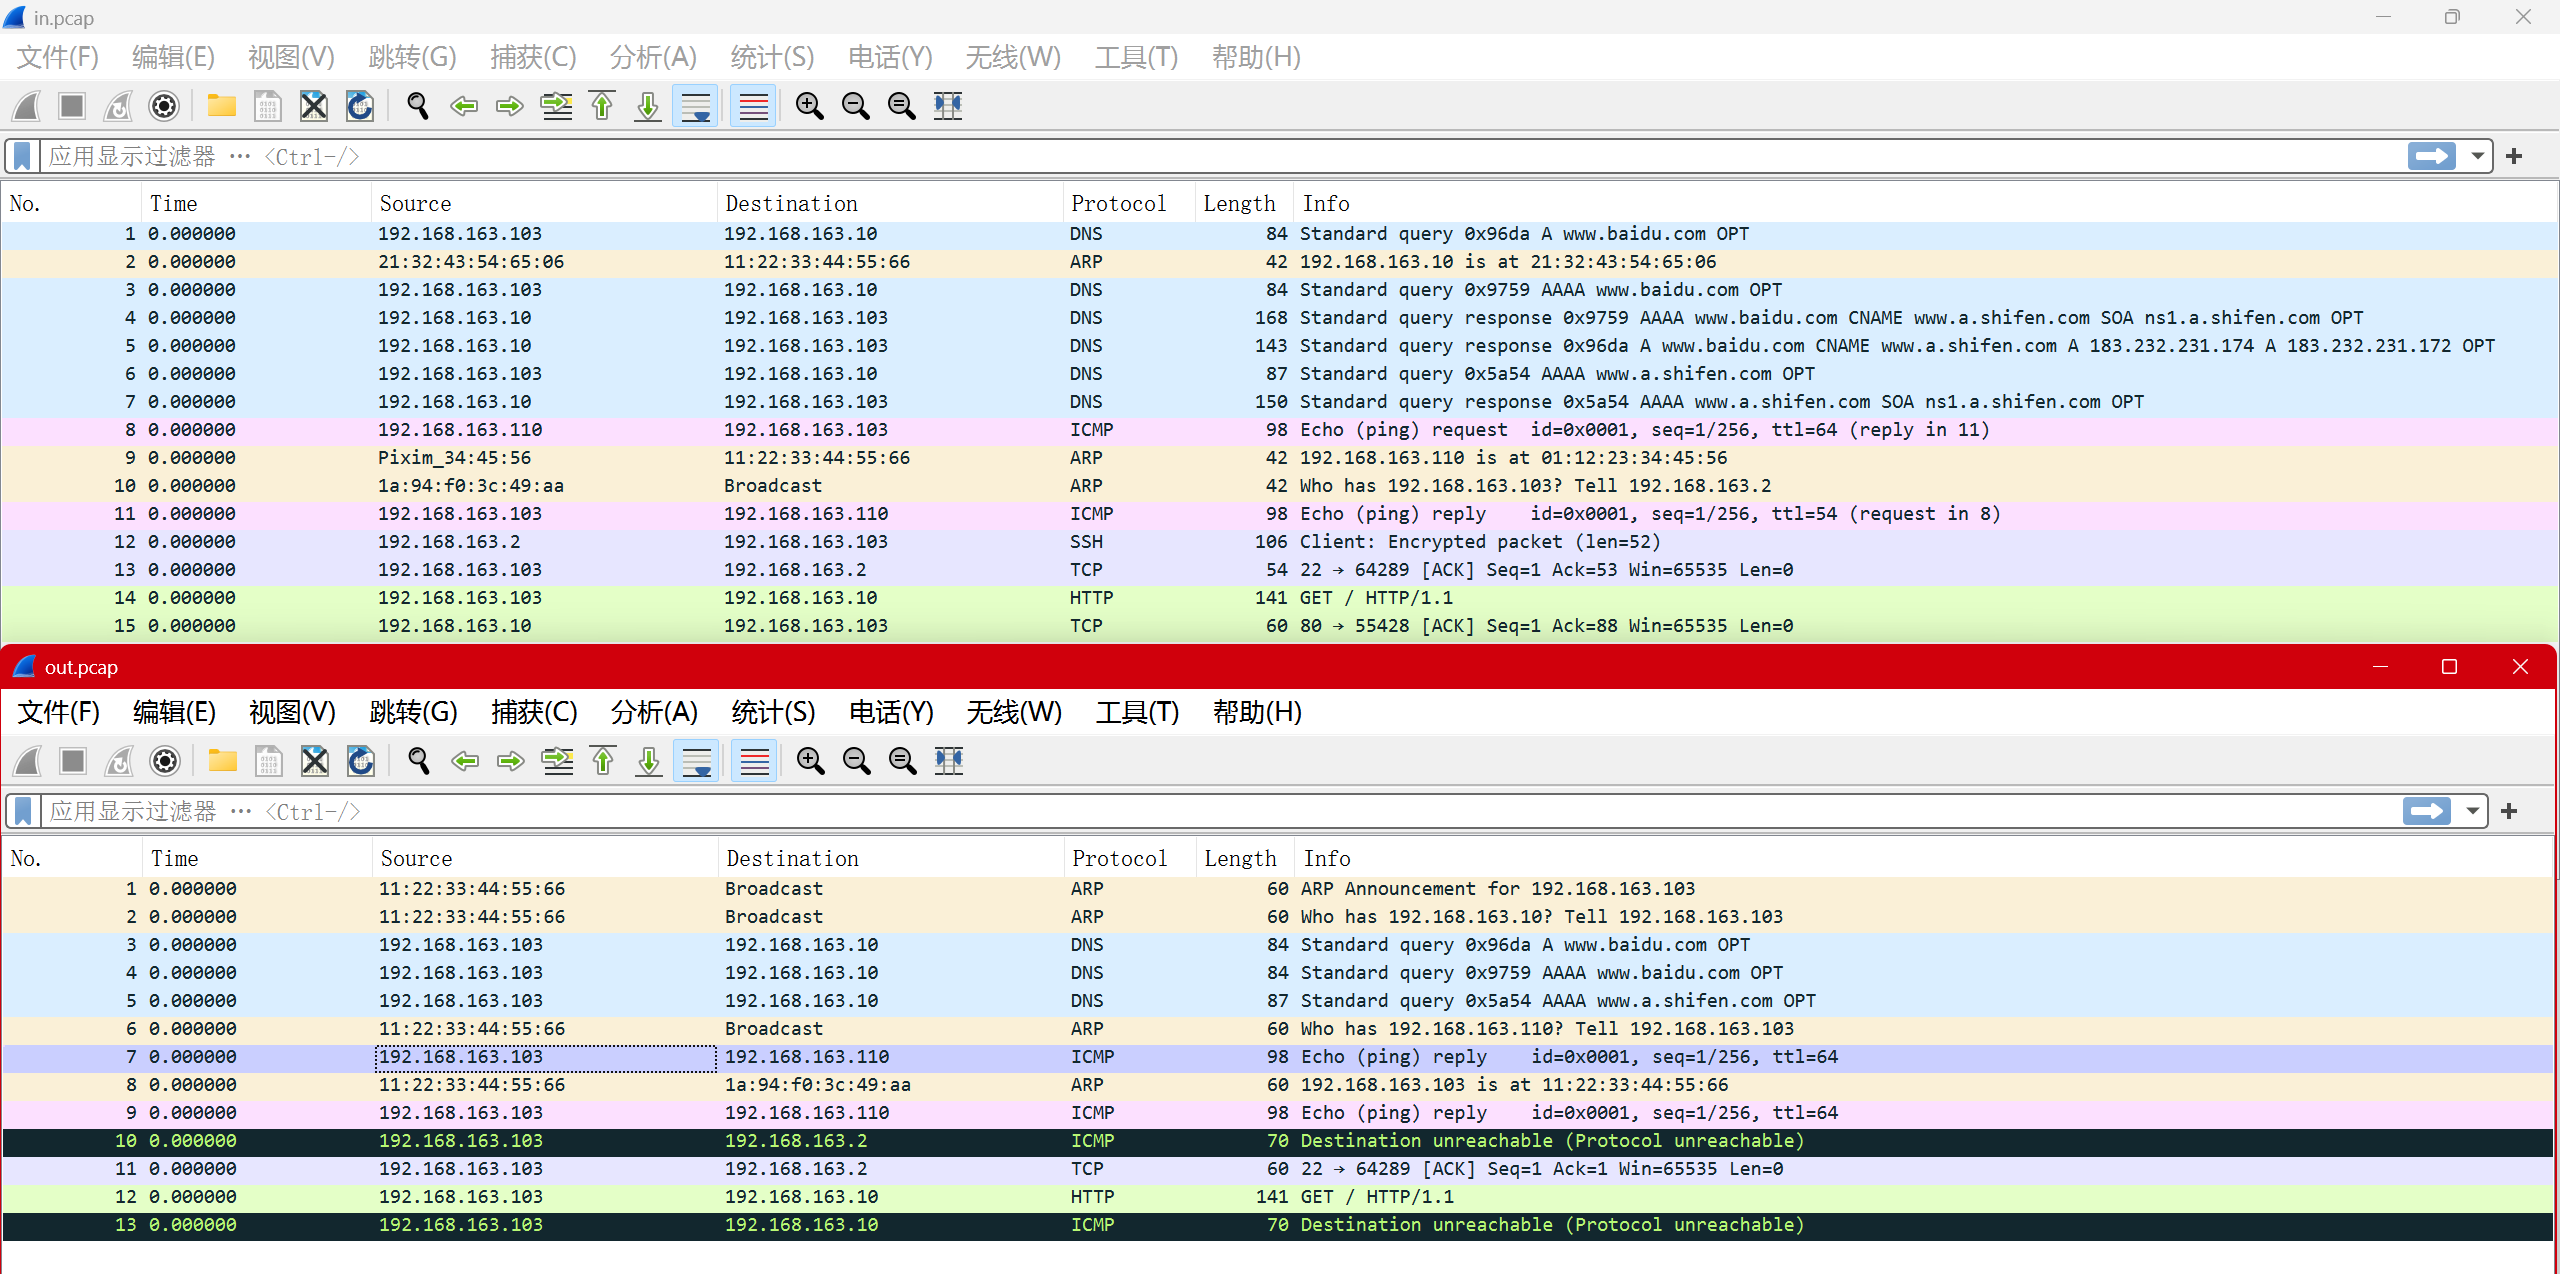 in.pcap
文件(F) 编辑(E) 视图(V) 跳转(G) 捕获(C) 分析(A) 统计(S) 电话(Y) 无线(W) 工具(T) 帮助(H)
应用显示过滤器 … <Ctrl-/>
No. Time Source Destination Protocol Length Info
1 0.000000 192.168.163.103 192.168.163.10 DNS 84 Standard query 0x96da A www.baidu.com OPT
2 0.000000 21:32:43:54:65:06 11:22:33:44:55:66 ARP 42 192.168.163.10 is at 21:32:43:54:65:06
3 0.000000 192.168.163.103 192.168.163.10 DNS 84 Standard query 0x9759 AAAA www.baidu.com OPT
4 0.000000 192.168.163.10 192.168.163.103 DNS 168 Standard query response 0x9759 AAAA www.baidu.com CNAME www.a.shifen.com SOA ns1.a.shifen.com OPT
5 0.000000 192.168.163.10 192.168.163.103 DNS 143 Standard query response 0x96da A www.baidu.com CNAME www.a.shifen.com A 183.232.231.174 A 183.232.231.172 OPT
6 0.000000 192.168.163.103 192.168.163.10 DNS 87 Standard query 0x5a54 AAAA www.a.shifen.com OPT
7 0.000000 192.168.163.10 192.168.163.103 DNS 150 Standard query response 0x5a54 AAAA www.a.shifen.com SOA ns1.a.shifen.com OPT
8 0.000000 192.168.163.110 192.168.163.103 ICMP 98 Echo (ping) request id=0x0001, seq=1/256, ttl=64 (reply in 11)
9 0.000000 Pixim_34:45:56 11:22:33:44:55:66 ARP 42 192.168.163.110 is at 01:12:23:34:45:56
10 0.000000 1a:94:f0:3c:49:aa Broadcast ARP 42 Who has 192.168.163.103? Tell 192.168.163.2
11 0.000000 192.168.163.103 192.168.163.110 ICMP 98 Echo (ping) reply id=0x0001, seq=1/256, ttl=54 (request in 8)
12 0.000000 192.168.163.2 192.168.163.103 SSH 106 Client: Encrypted packet (len=52)
13 0.000000 192.168.163.103 192.168.163.2 TCP 54 22 → 64289 [ACK] Seq=1 Ack=53 Win=65535 Len=0
14 0.000000 192.168.163.103 192.168.163.10 HTTP 141 GET / HTTP/1.1
15 0.000000 192.168.163.10 192.168.163.103 TCP 60 80 → 55428 [ACK] Seq=1 Ack=88 Win=65535 Len=0
out.pcap
文件(F) 编辑(E) 视图(V) 跳转(G) 捕获(C) 分析(A) 统计(S) 电话(Y) 无线(W) 工具(T) 帮助(H)
应用显示过滤器 … <Ctrl-/>
No. Time Source Destination Protocol Length Info
1 0.000000 11:22:33:44:55:66 Broadcast ARP 60 ARP Announcement for 192.168.163.103
2 0.000000 11:22:33:44:55:66 Broadcast ARP 60 Who has 192.168.163.10? Tell 192.168.163.103
3 0.000000 192.168.163.103 192.168.163.10 DNS 84 Standard query 0x96da A www.baidu.com OPT
4 0.000000 192.168.163.103 192.168.163.10 DNS 84 Standard query 0x9759 AAAA www.baidu.com OPT
5 0.000000 192.168.163.103 192.168.163.10 DNS 87 Standard query 0x5a54 AAAA www.a.shifen.com OPT
6 0.000000 11:22:33:44:55:66 Broadcast ARP 60 Who has 192.168.163.110? Tell 192.168.163.103
7 0.000000 192.168.163.103 192.168.163.110 ICMP 98 Echo (ping) reply id=0x0001, seq=1/256, ttl=64
8 0.000000 11:22:33:44:55:66 1a:94:f0:3c:49:aa ARP 60 192.168.163.103 is at 11:22:33:44:55:66
9 0.000000 192.168.163.103 192.168.163.110 ICMP 98 Echo (ping) reply id=0x0001, seq=1/256, ttl=64
10 0.000000 192.168.163.103 192.168.163.2 ICMP 70 Destination unreachable (Protocol unreachable)
11 0.000000 192.168.163.103 192.168.163.2 TCP 60 22 → 64289 [ACK] Seq=1 Ack=1 Win=65535 Len=0
12 0.000000 192.168.163.103 192.168.163.10 HTTP 141 GET / HTTP/1.1
13 0.000000 192.168.163.103 192.168.163.10 ICMP 70 Destination unreachable (Protocol unreachable)